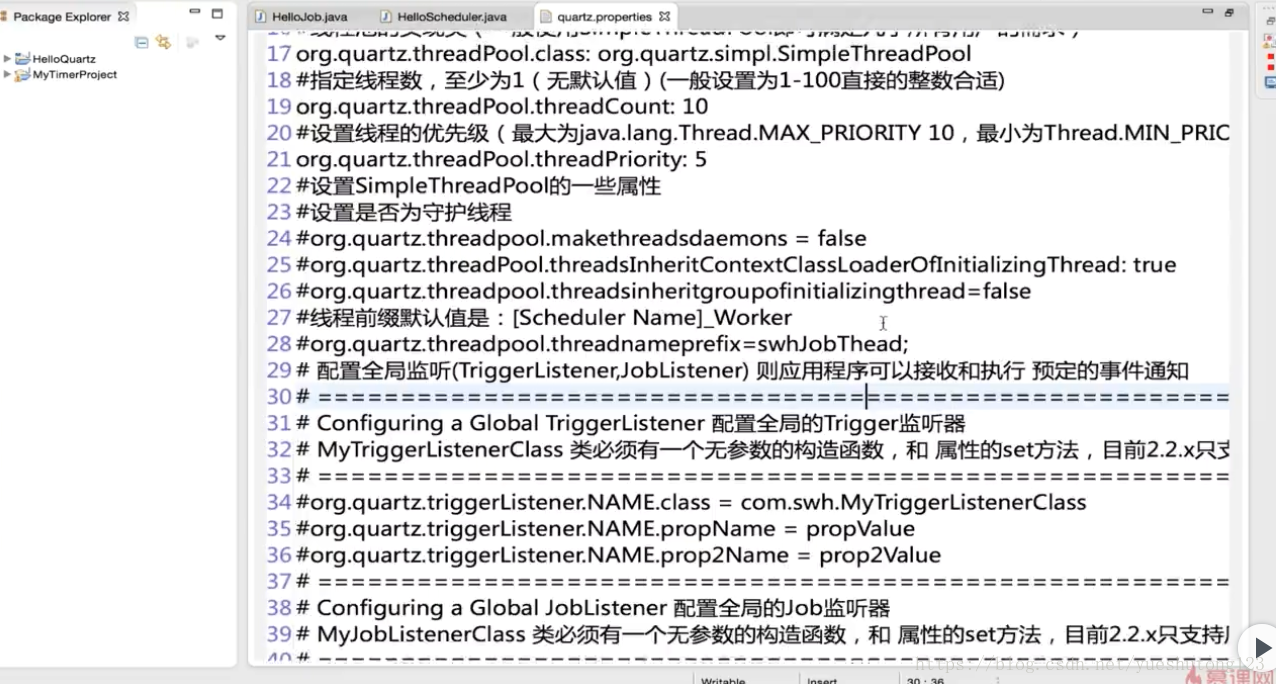 Package Explorer
HelloJob.java
HelloScheduler.java
quartz.properties
HelloQuartz
MyTimerProject
17 org.quartz.threadPool.class: org.quartz.simpl.SimpleThreadPool
18 #指定线程数，至少为1（无默认值）(一般设置为1-100直接的整数合适)
19 org.quartz.threadPool.threadCount: 10
20 #设置线程的优先级（最大为java.lang.Thread.MAX_PRIORITY 10，最小为Thread.MIN_PRIC
21 org.quartz.threadPool.threadPriority: 5
22 #设置SimpleThreadPool的一些属性
23 #设置是否为守护线程
24 #org.quartz.threadpool.makethreadsdaemons = false
25 #org.quartz.threadPool.threadsInheritContextClassLoaderOfInitializingThread: true
26 #org.quartz.threadpool.threadsinheritgroupofinitializingthread=false
27 #线程前缀默认值是：[Scheduler Name]_Worker
28 #org.quartz.threadpool.threadnameprefix=swhJobThead;
29 # 配置全局监听(TriggerListener,JobListener) 则应用程序可以接收和执行 预定的事件通知
30 # =======================================================
31 # Configuring a Global TriggerListener 配置全局的Trigger监听器
32 # MyTriggerListenerClass 类必须有一个无参数的构造函数，和 属性的set方法，目前2.2.x只支
33 # =======================================================
34 #org.quartz.triggerListener.NAME.class = com.swh.MyTriggerListenerClass
35 #org.quartz.triggerListener.NAME.propName = propValue
36 #org.quartz.triggerListener.NAME.prop2Name = prop2Value
37 # =======================================================
38 # Configuring a Global JobListener 配置全局的Job监听器
39 # MyJobListenerClass 类必须有一个无参数的构造函数，和 属性的set方法，目前2.2.x只支持
40 # =======================================================
https://blog.csdn.net/yueshutong123
Writable
Insert
30 : 36
慕课网